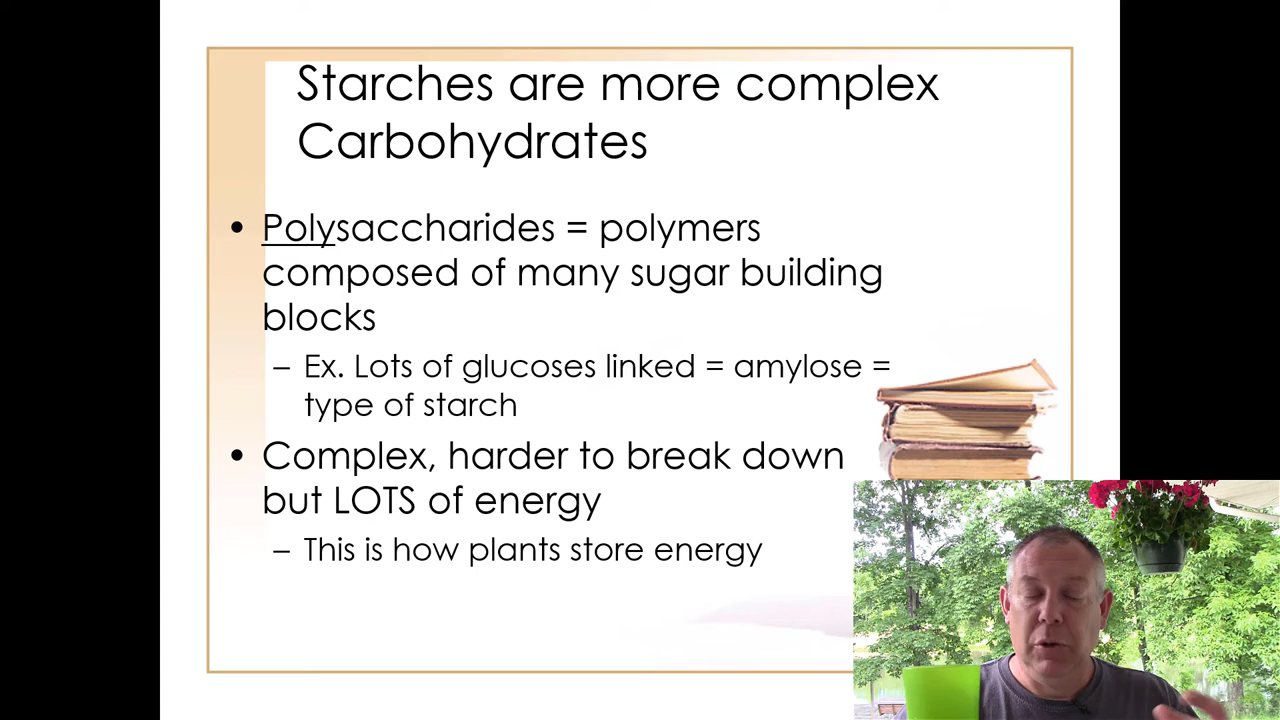 Starches are more complex
Carbohydrates
• Polysaccharides = polymers
composed of many sugar building
blocks
– Ex. Lots of glucoses linked = amylose =
type of starch
• Complex, harder to break down
but LOTS of energy
– This is how plants store energy